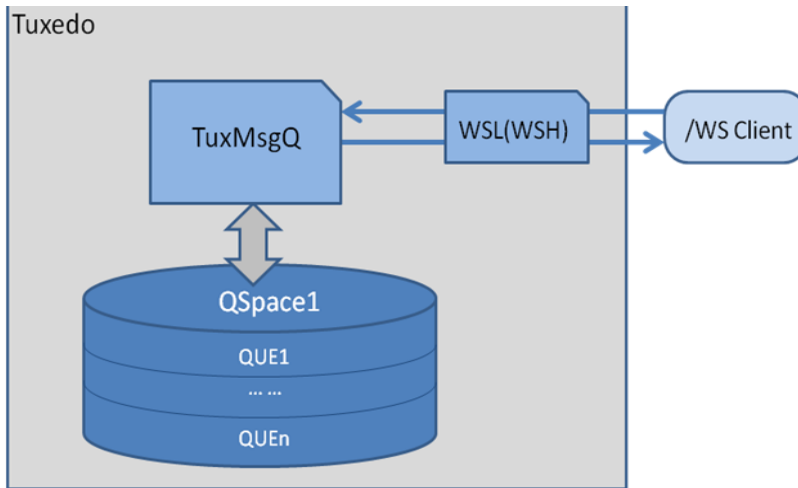 Tuxedo
TuxMsgQ
WSL(WSH)
/WS Client
QSpace1
QUE1
... ...
QUEn